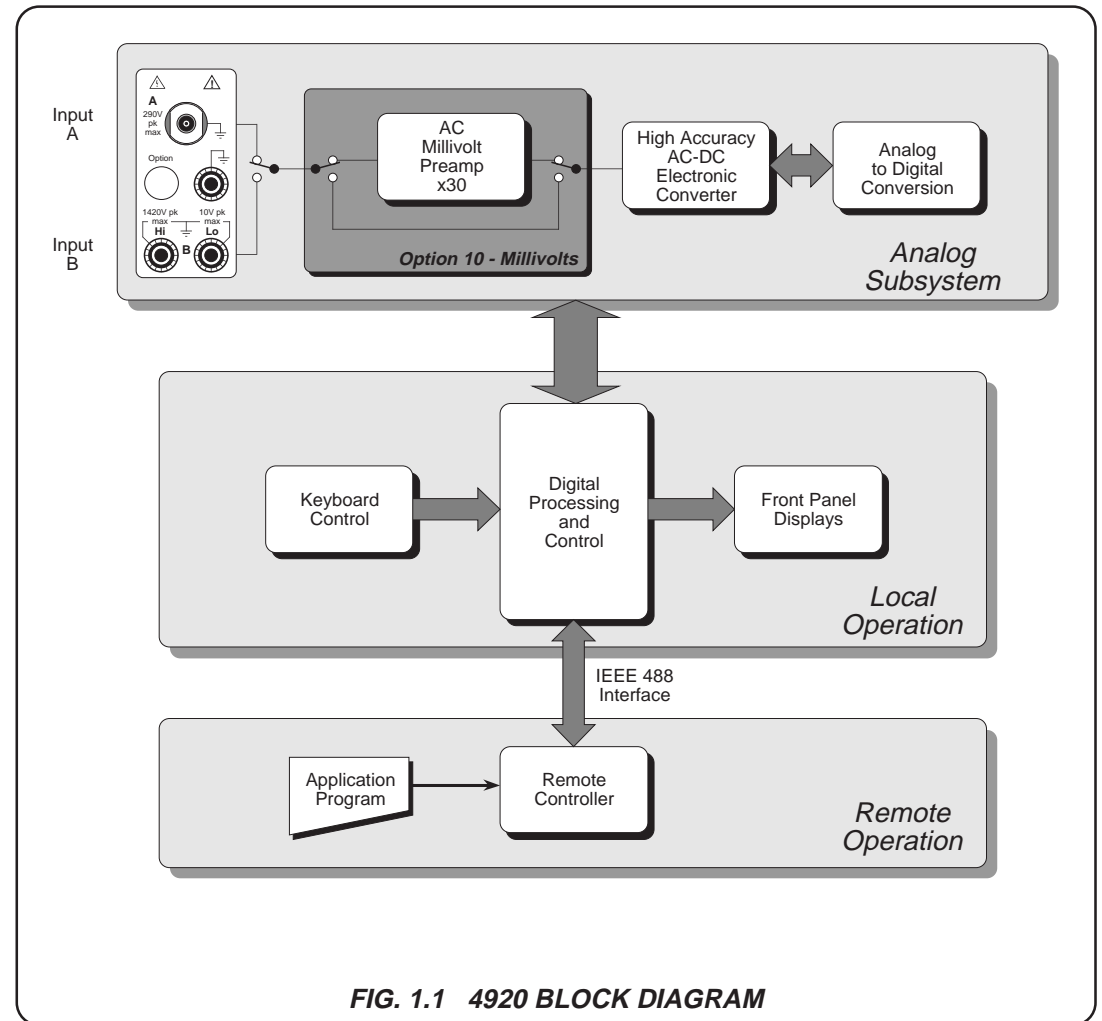 Input
A
A
290V
pk
max
Option
1420V pk
max
Hi
10V pk
max
Lo
B
Input
B
AC
Millivolt
Preamp
x30
Option 10 - Millivolts
High Accuracy
AC-DC
Electronic
Converter
Analog
to Digital
Conversion
Analog
Subsystem
Keyboard
Control
Digital
Processing
and
Control
Front Panel
Displays
Local
Operation
IEEE 488
Interface
Application
Program
Remote
Controller
Remote
Operation
FIG. 1.1 4920 BLOCK DIAGRAM